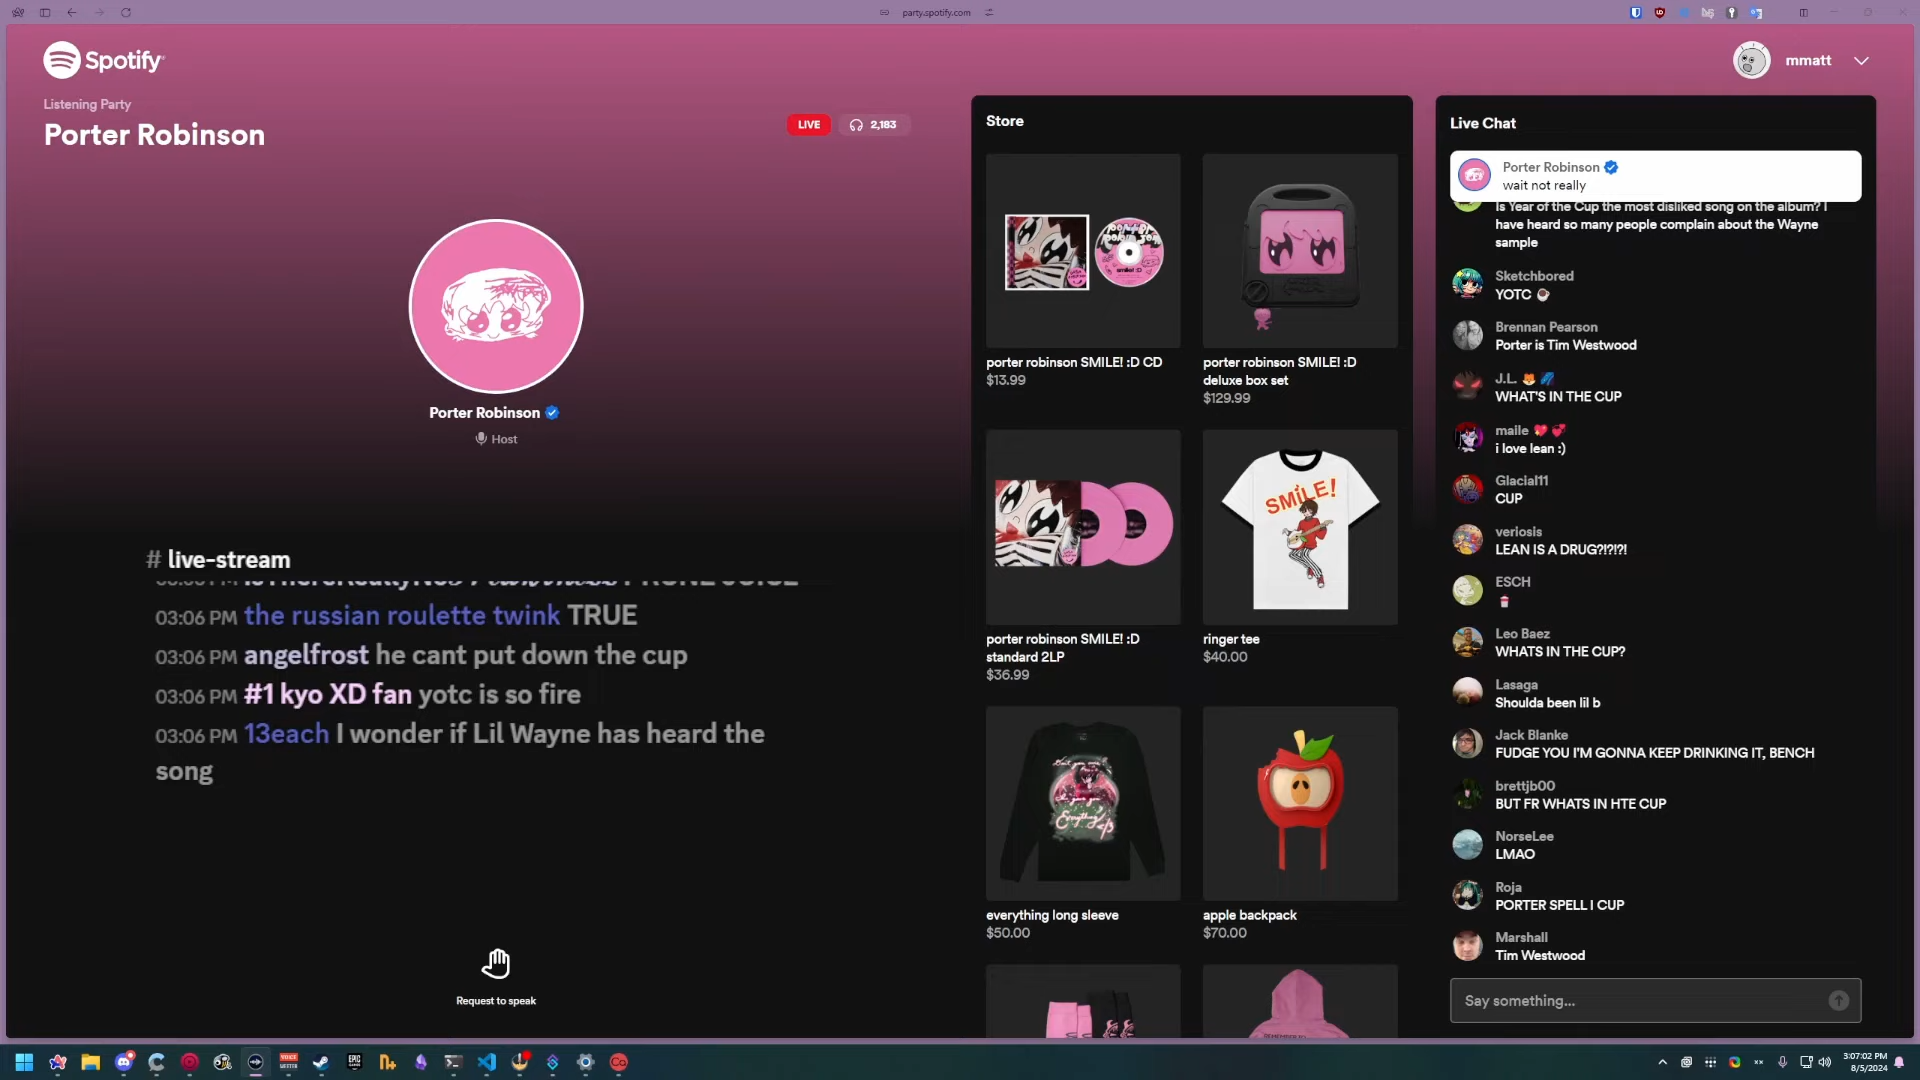 party.spotify.com
Spotify
mmatt
Listening Party
Porter Robinson
LIVE
2,183
Porter Robinson
Host
# live-stream
03:06 PM the russian roulette twink TRUE
03:06 PM angelfrost he cant put down the cup
03:06 PM #1 kyo XD fan yotc is so fire
03:06 PM 13each I wonder if Lil Wayne has heard the
song
Request to speak
Store
porter robinson SMILE! :D CD
$13.99
porter robinson SMILE! :D
deluxe box set
$129.99
SMiLE!
porter robinson SMILE! :D
standard 2LP
$36.99
ringer tee
$40.00
everything long sleeve
$50.00
apple backpack
$70.00
Live Chat
Porter Robinson
wait not really
Is Year of the Cup the most disliked song on the album? I
have heard so many people complain about the Wayne
sample
Sketchbored
YOTC ☕
Brennan Pearson
Porter is Tim Westwood
J.L. 🦊
WHAT'S IN THE CUP
maile 💖💞
i love lean :)
Glacial11
CUP
veriosis
LEAN IS A DRUG?!?!?!
ESCH
Leo Baez
WHATS IN THE CUP?
Lasaga
Shoulda been lil b
Jack Blanke
FUDGE YOU I'M GONNA KEEP DRINKING IT, BENCH
brettjb00
BUT FR WHATS IN HTE CUP
NorseLee
LMAO
Roja
PORTER SPELL I CUP
Marshall
Tim Westwood
Say something...
3:07:02 PM
8/5/2024